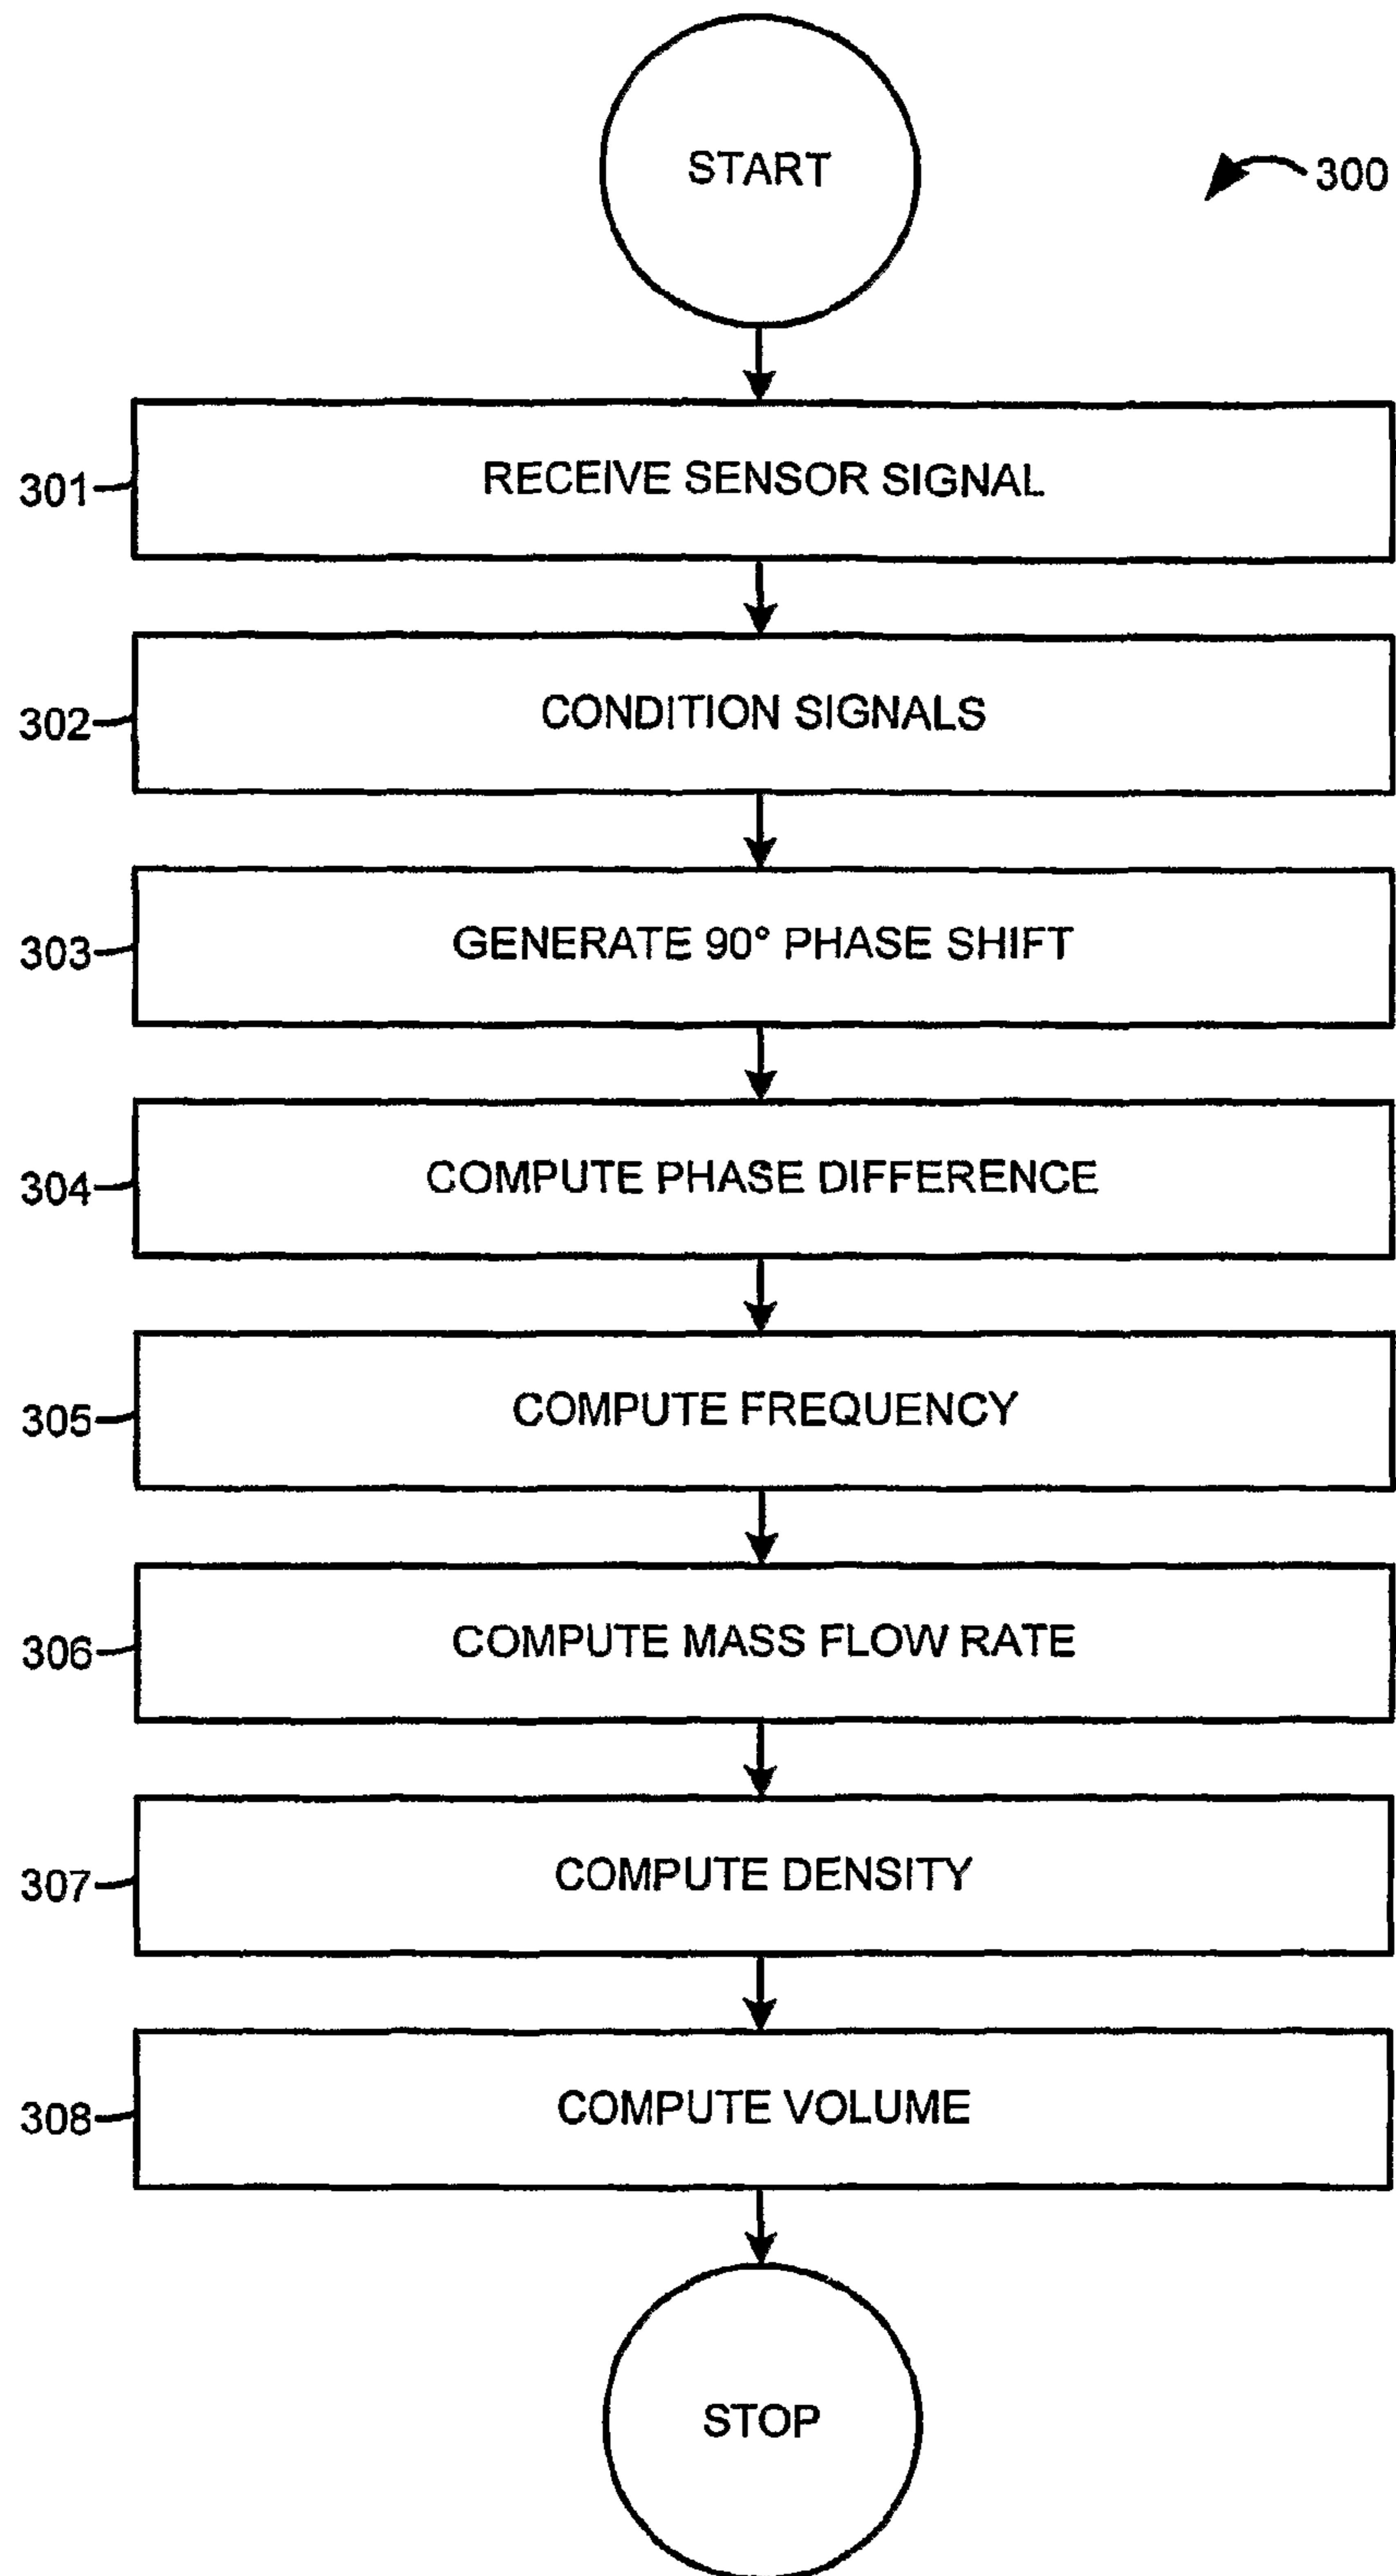 START
300
301
RECEIVE SENSOR SIGNAL
302
CONDITION SIGNALS
303
GENERATE 90° PHASE SHIFT
304
COMPUTE PHASE DIFFERENCE
305
COMPUTE FREQUENCY
306
COMPUTE MASS FLOW RATE
307
COMPUTE DENSITY
308
COMPUTE VOLUME
STOP